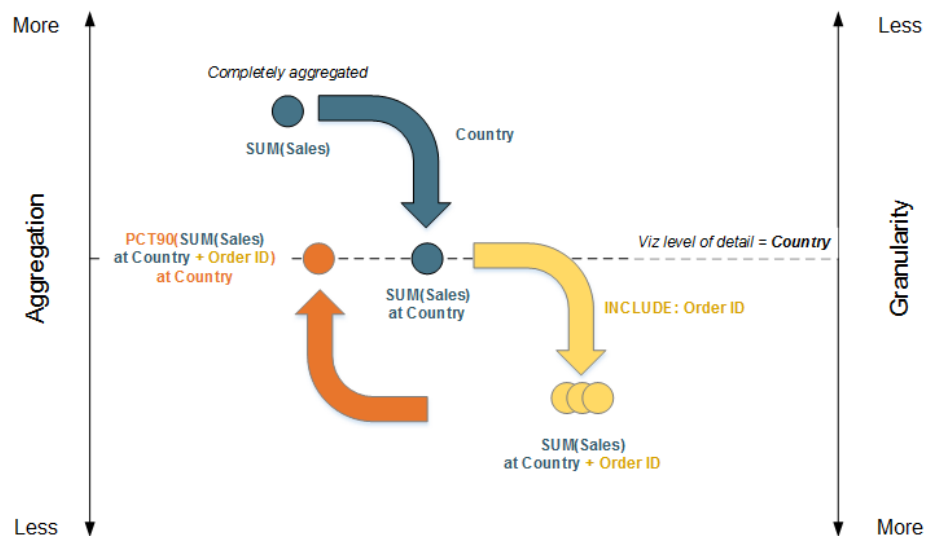 More
Less
Completely aggregated
SUM(Sales)
Country
Aggregation
PCT90(SUM(Sales)
at Country + Order ID)
at Country
Viz level of detail = Country
SUM(Sales)
at Country
INCLUDE: Order ID
Granularity
SUM(Sales)
at Country + Order ID
Less
More